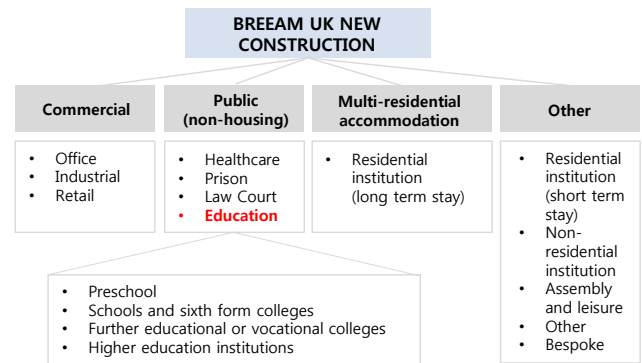 BREEAM UK NEW
CONSTRUCTION
Commercial
• Office
• Industrial
• Retail
Public
(non-housing)
• Healthcare
• Prison
• Law Court
• Education
Multi-residential
accommodation
• Residential
institution
(long term stay)
Other
• Residential
institution
(short term
stay)
• Non-
residential
institution
• Assembly
and leisure
• Other
• Bespoke
• Preschool
• Schools and sixth form colleges
• Further educational or vocational colleges
• Higher education institutions